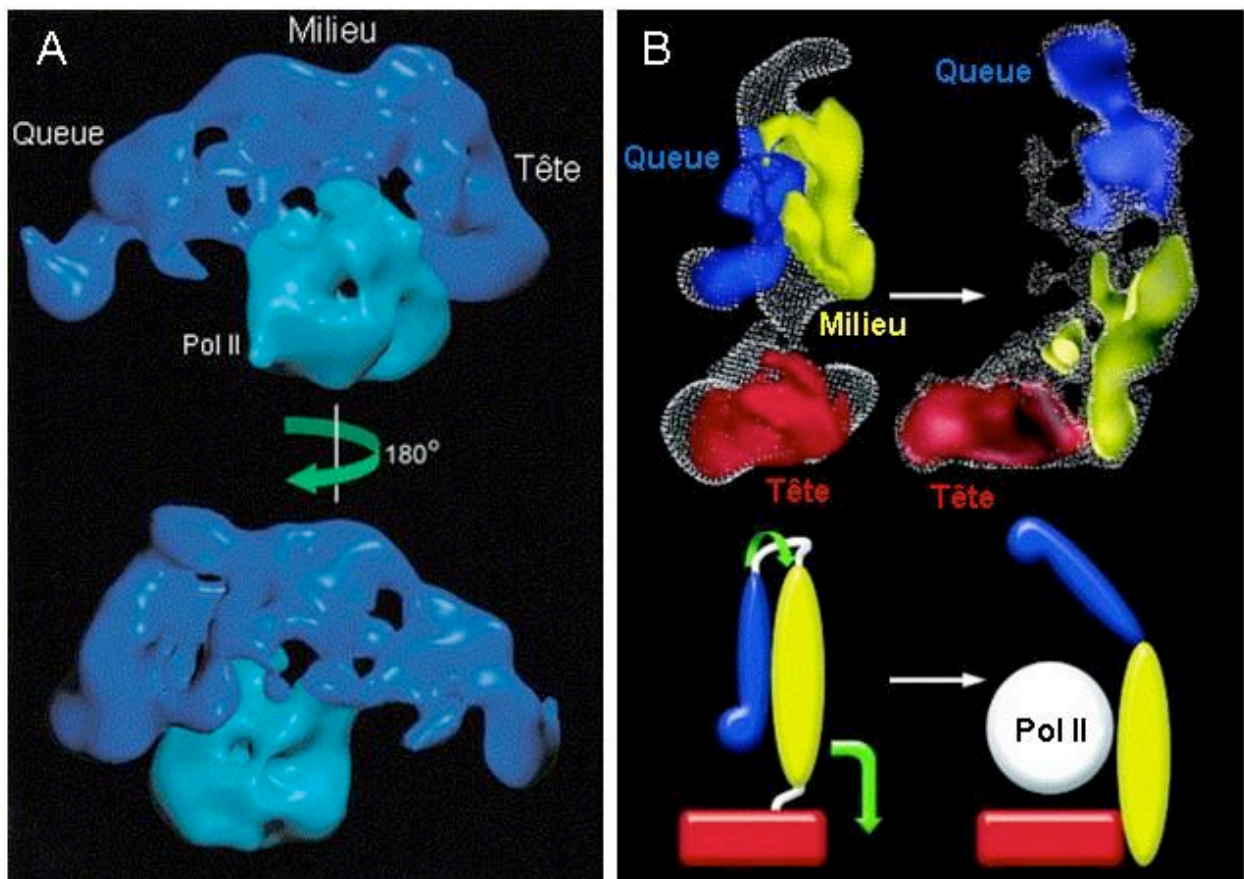 A
Milieu
Queue
Tête
Pol II
180°
B
Queue
Queue
Milieu
Tête
Tête
Pol II